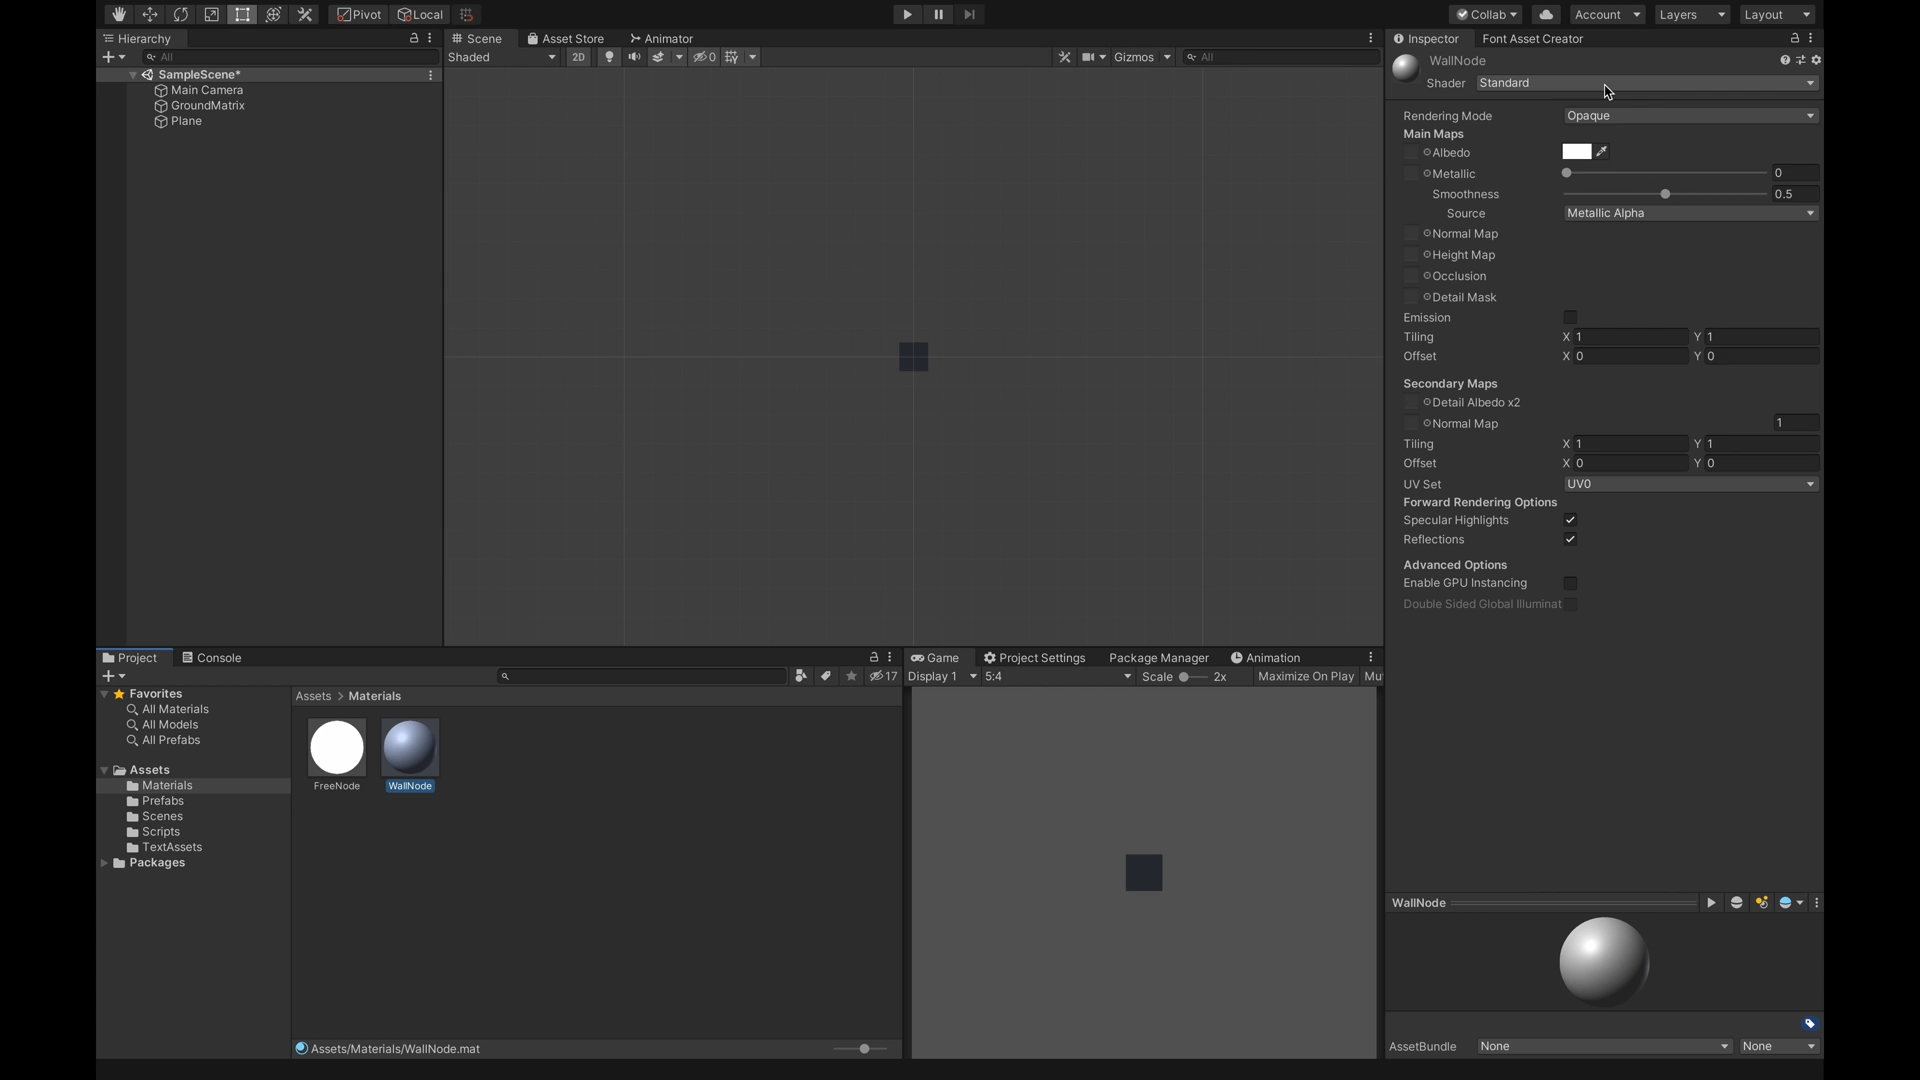 Pivot Local Collab Account Layers Layout
Hierarchy
All
SampleScene*
Main Camera
GroundMatrix
Plane
Scene Asset Store Animator
Shaded 2D 0 Gizmos All
Inspector Font Asset Creator
WallNode
Shader Standard
Rendering Mode Opaque
Main Maps
Albedo
Metallic 0
Smoothness 0.5
Source Metallic Alpha
Normal Map
Height Map
Occlusion
Detail Mask
Emission
Tiling X 1 Y 1
Offset X 0 Y 0
Secondary Maps
Detail Albedo x2
Normal Map 1
Tiling X 1 Y 1
Offset X 0 Y 0
UV Set UV0
Forward Rendering Options
Specular Highlights
Reflections
Advanced Options
Enable GPU Instancing
Double Sided Global Illuminat
Project Console
17
Favorites
All Materials
All Models
All Prefabs
Assets
Materials
Prefabs
Scenes
Scripts
TextAssets
Packages
Assets > Materials
FreeNode WallNode
Assets/Materials/WallNode.mat
Game Project Settings Package Manager Animation
Display 1 5:4 Scale 2x Maximize On Play Mu
WallNode
AssetBundle None None